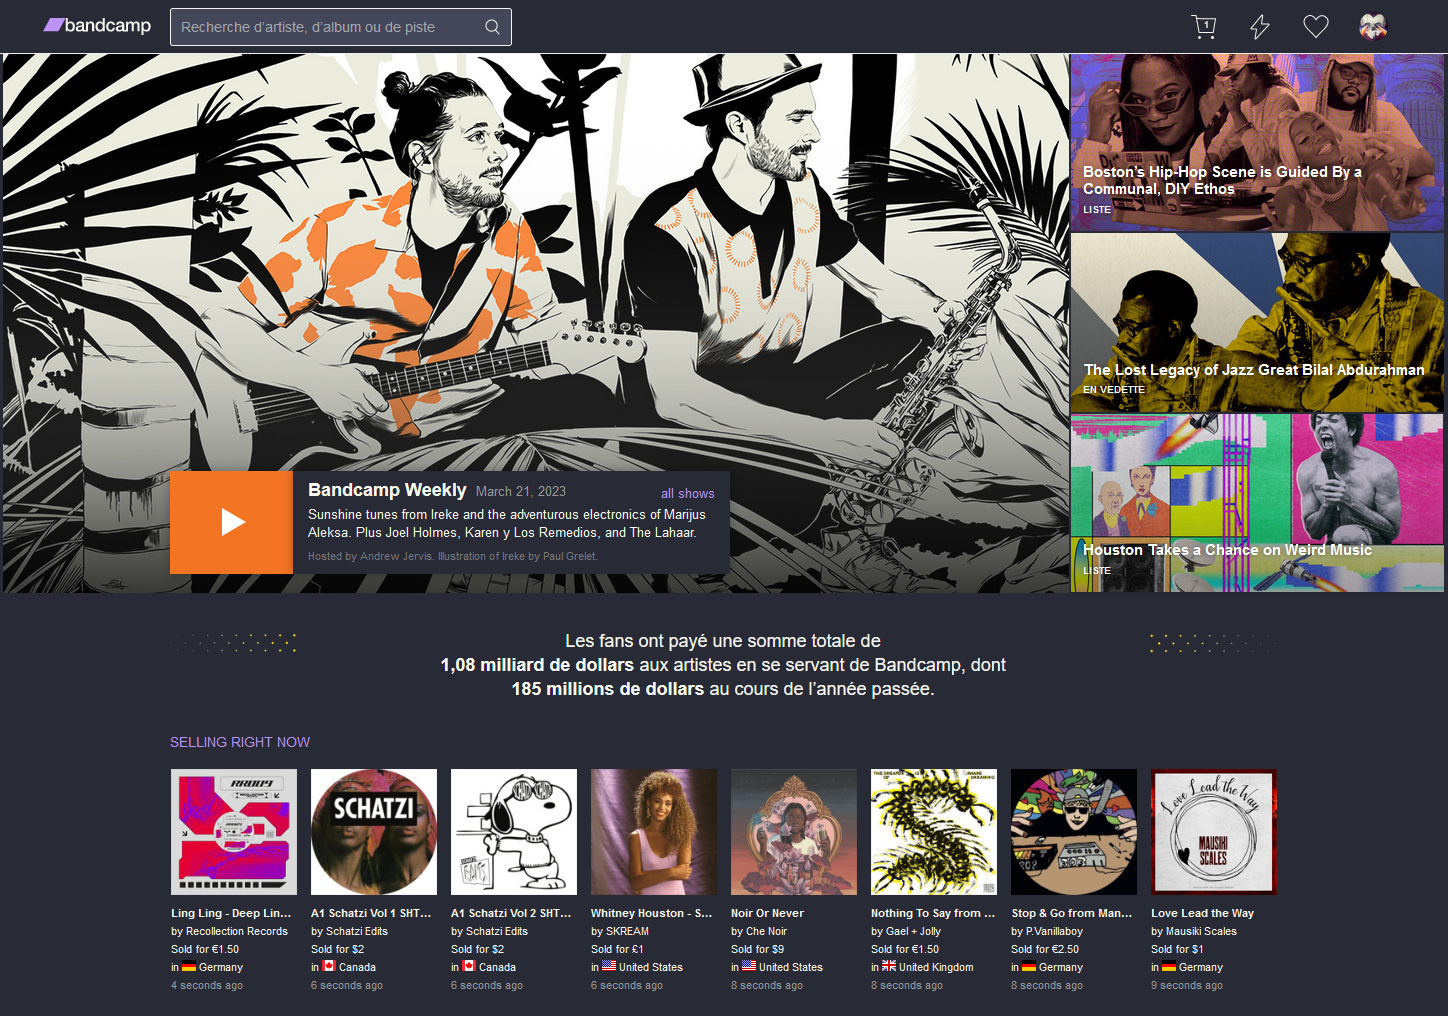 bandcamp
Recherche d'artiste, d'album ou de piste
1
Boston's Hip-Hop Scene is Guided By a
Communal, DIY Ethos
LISTE
The Lost Legacy of Jazz Great Bilal Abdurahman
EN VEDETTE
Houston Takes a Chance on Weird Music
LISTE
Bandcamp Weekly March 21, 2023
all shows
Sunshine tunes from Ireke and the adventurous electronics of Marijus
Aleksa. Plus Joel Holmes, Karen y Los Remedios, and The Lahaar.
Hosted by Andrew Jervis. Illustration of Ireke by Paul Grelet.
Les fans ont payé une somme totale de
1,08 milliard de dollars aux artistes en se servant de Bandcamp, dont
185 millions de dollars au cours de l'année passée.
SELLING RIGHT NOW
SCHATZI
Love Lead the Way
MAUSIKI
SCALES
Ling Ling - Deep Lin...
by Recollection Records
Sold for €1.50
in Germany
4 seconds ago
A1 Schatzi Vol 1 SHT...
by Schatzi Edits
Sold for $2
in Canada
6 seconds ago
A1 Schatzi Vol 2 SHT...
by Schatzi Edits
Sold for $2
in Canada
6 seconds ago
Whitney Houston - S...
by SKREAM
Sold for £1
in United States
6 seconds ago
Noir Or Never
by Che Noir
Sold for $9
in United States
8 seconds ago
Nothing To Say from ...
by Gael + Jolly
Sold for €1.50
in United Kingdom
8 seconds ago
Stop & Go from Man...
by P.Vanillaboy
Sold for €2.50
in Germany
8 seconds ago
Love Lead the Way
by Mausiki Scales
Sold for $1
in Germany
9 seconds ago